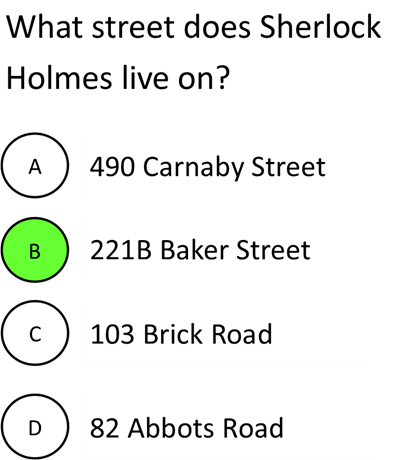 What street does Sherlock
Holmes live on?
A 490 Carnaby Street
B 221B Baker Street
C 103 Brick Road
D 82 Abbots Road